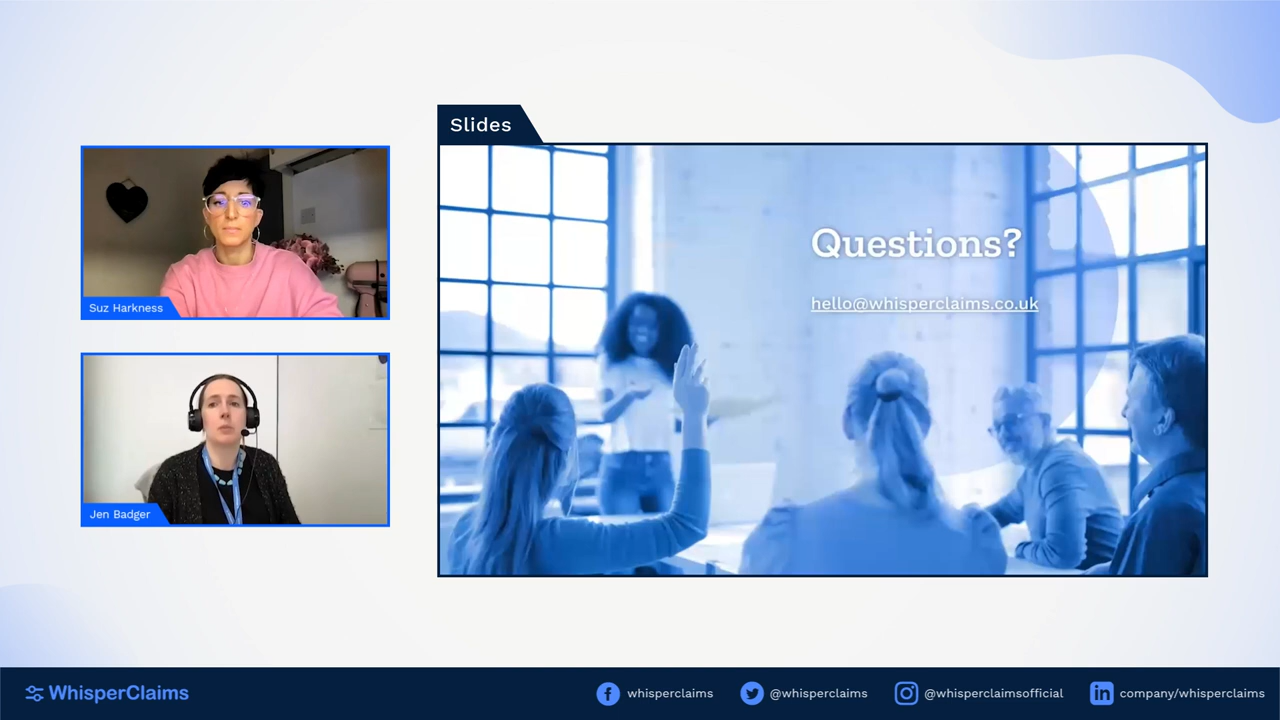 Slides
Suz Harkness
Questions?
hello@whisperclaims.co.uk
Jen Badger
WhisperClaims
whisperclaims
@whisperclaims
@whisperclaimsofficial
company/whisperclaims